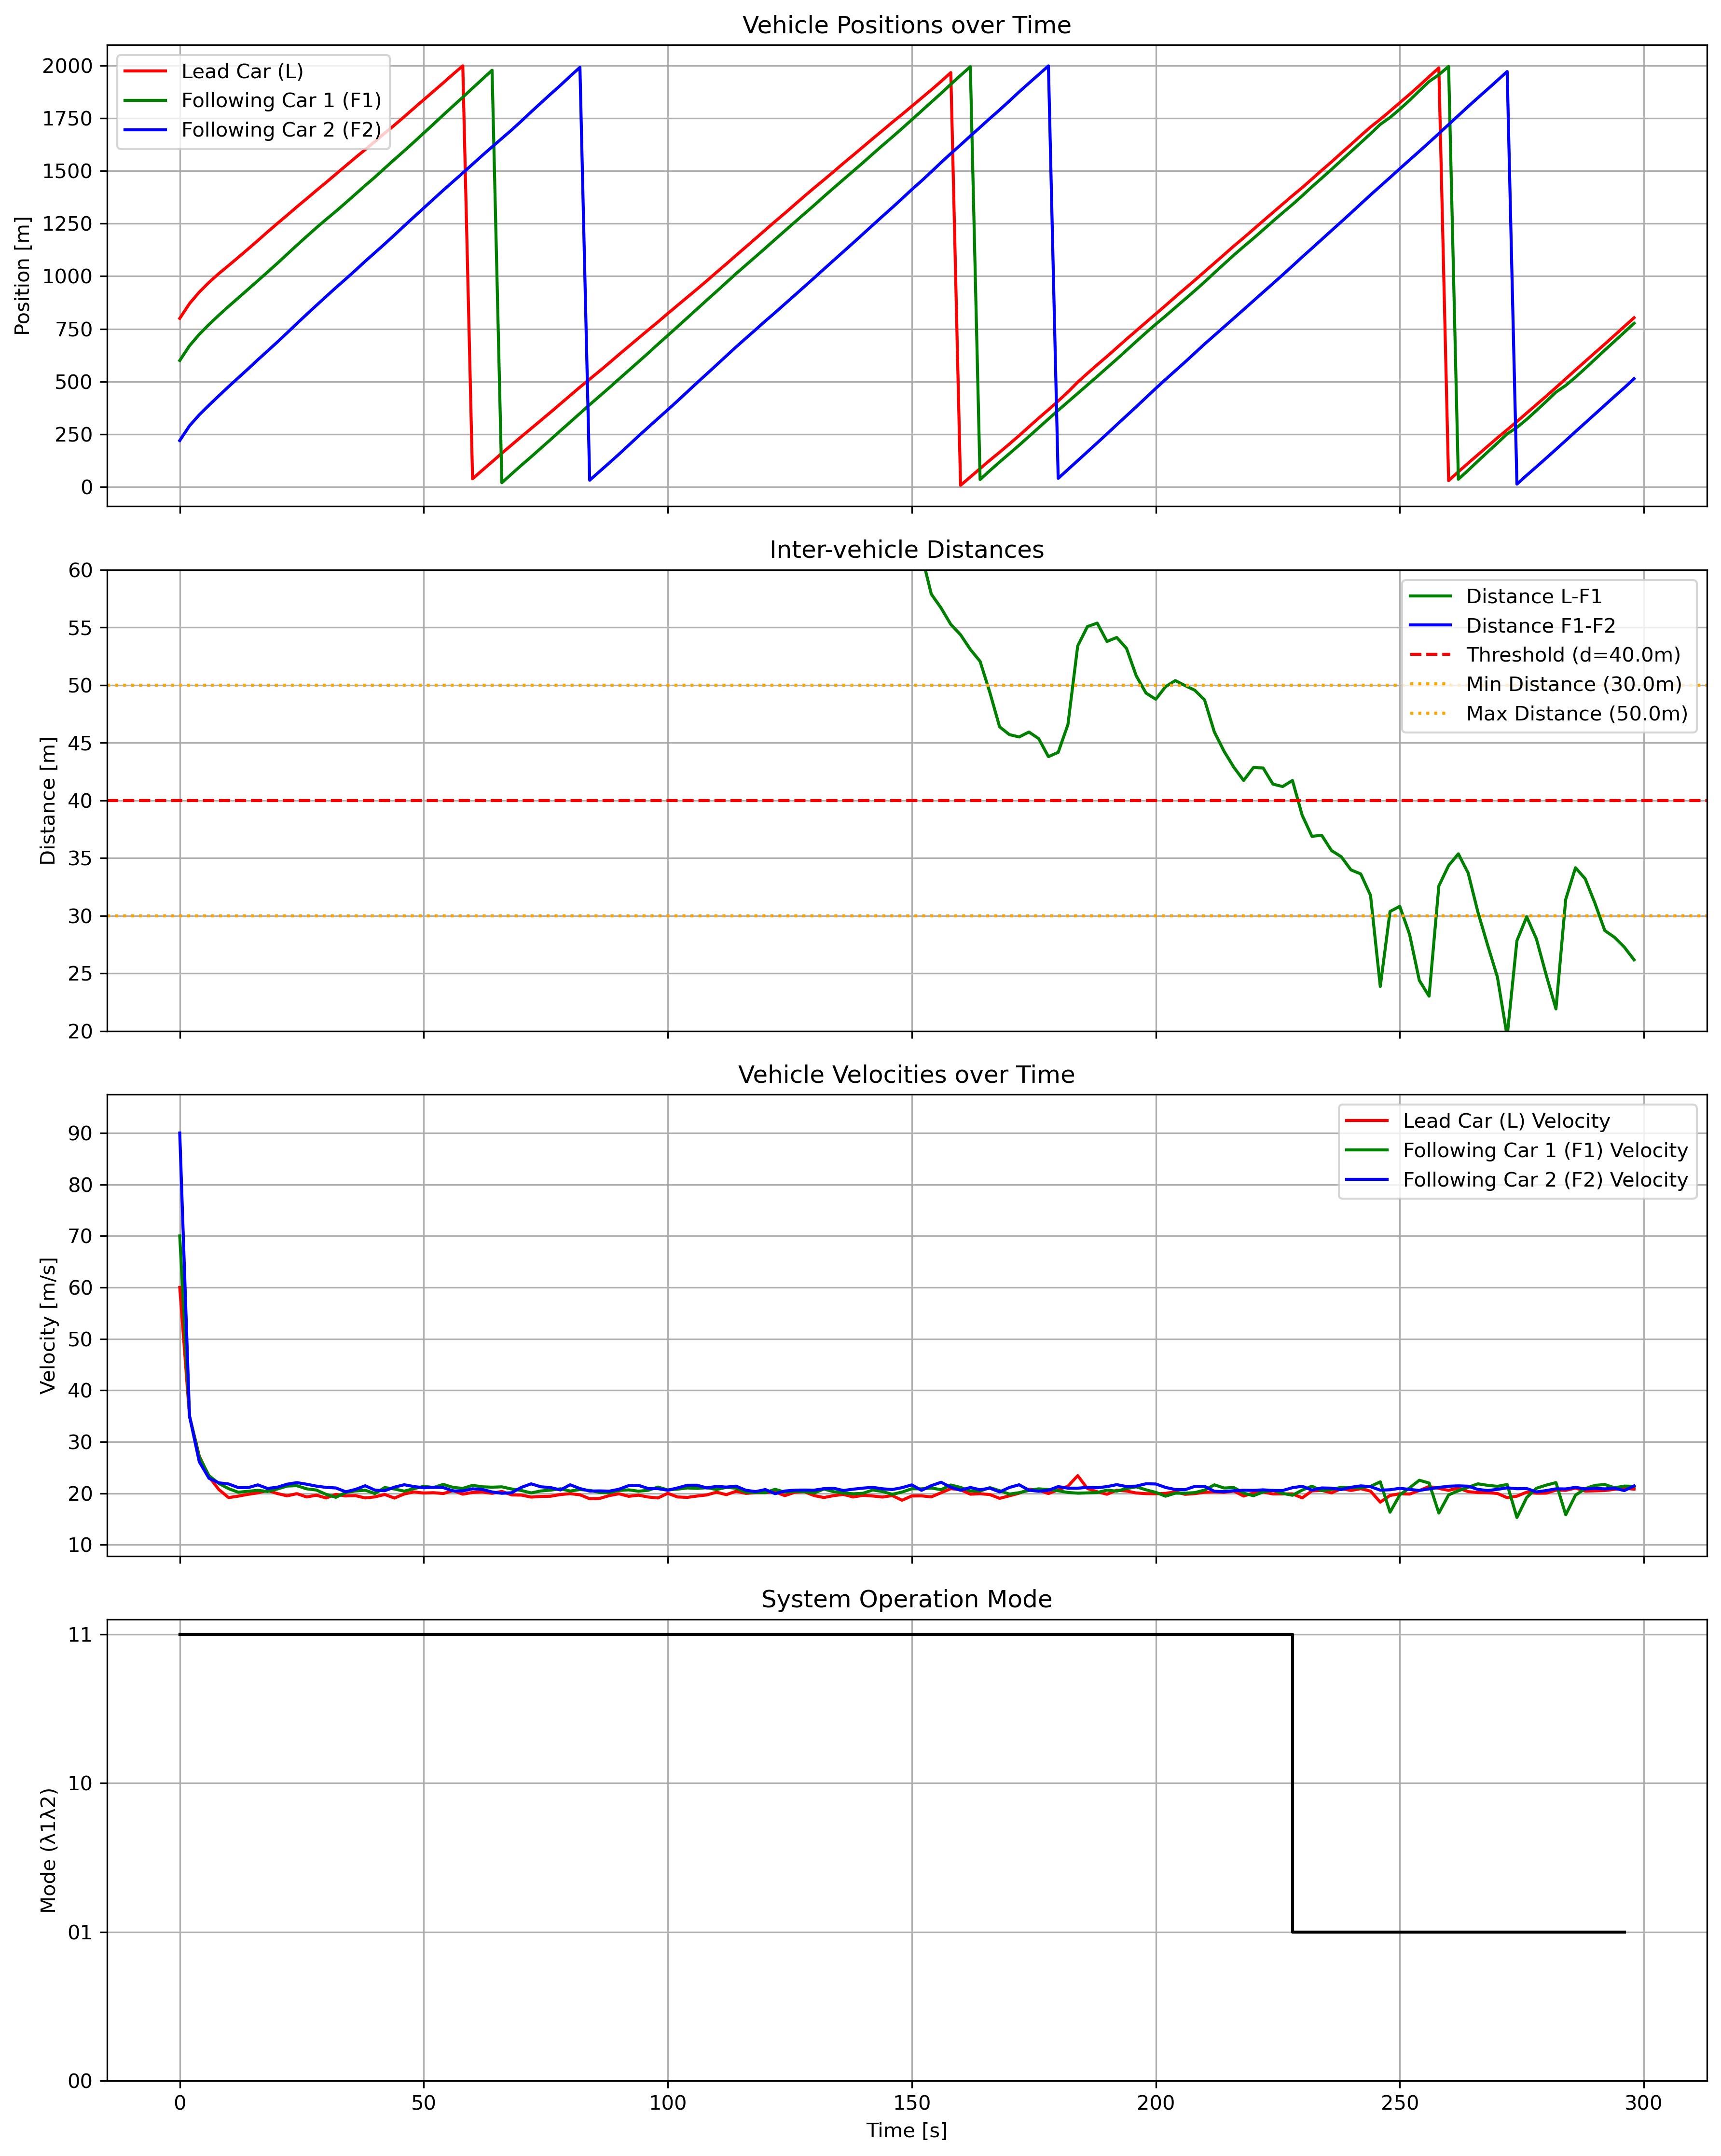 Vehicle Positions over Time
Position [m]
2000
1750
1500
1250
1000
750
500
250
0
Lead Car (L)
Following Car 1 (F1)
Following Car 2 (F2)
Inter-vehicle Distances
Distance [m]
60
55
50
45
40
35
30
25
20
Distance L-F1
Distance F1-F2
Threshold (d=40.0m)
Min Distance (30.0m)
Max Distance (50.0m)
Vehicle Velocities over Time
Velocity [m/s]
90
80
70
60
50
40
30
20
10
Lead Car (L) Velocity
Following Car 1 (F1) Velocity
Following Car 2 (F2) Velocity
System Operation Mode
Mode (λ1λ2)
11
10
01
00
0 50 100 150 200 250 300
Time [s]